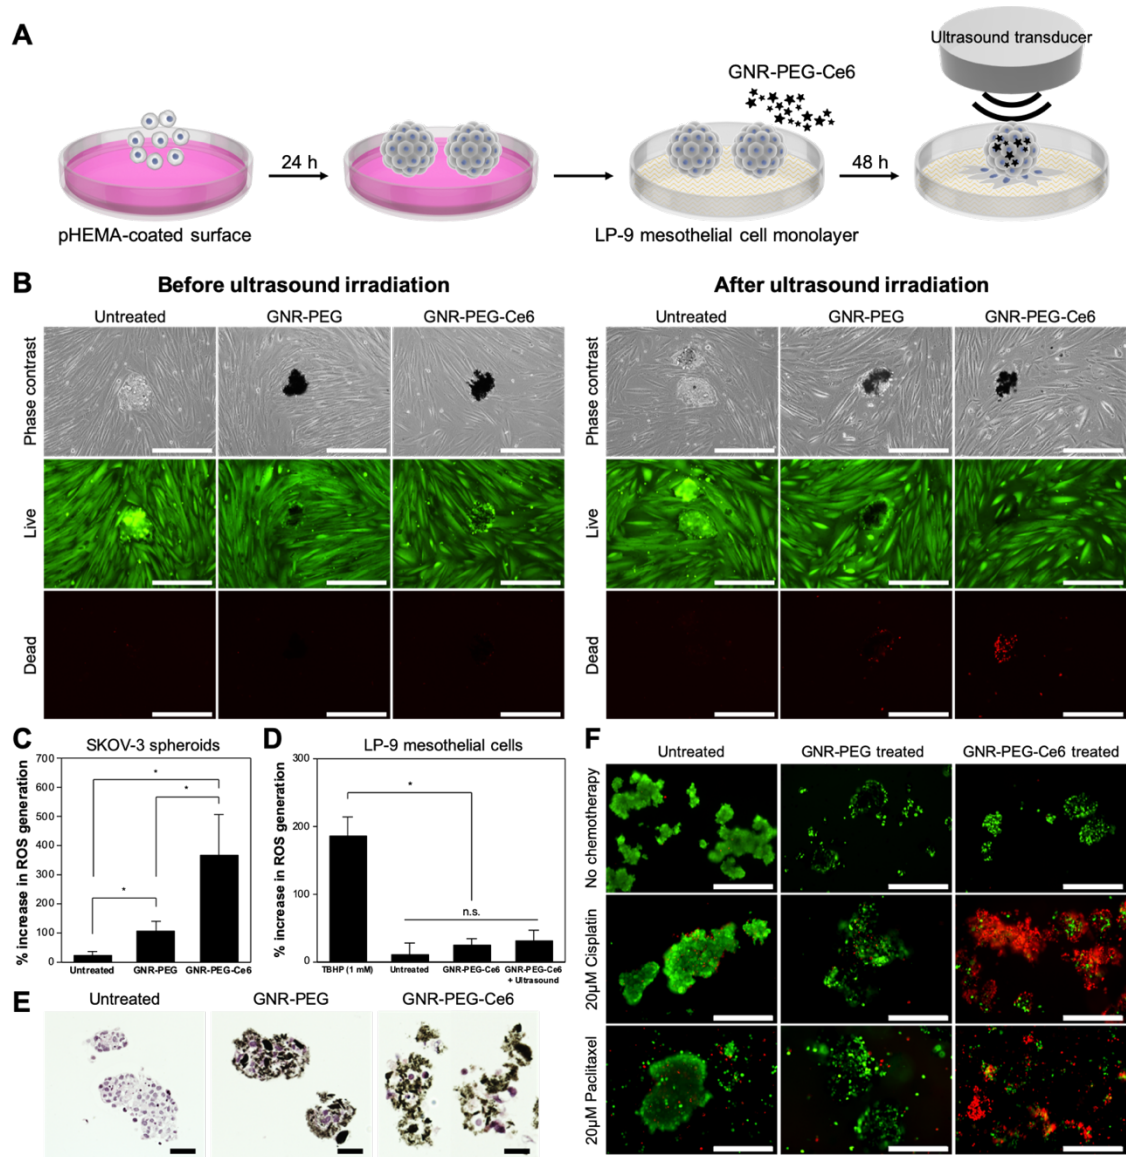 A
Ultrasound transducer
GNR-PEG-Ce6
24 h
48 h
pHEMA-coated surface
LP-9 mesothelial cell monolayer
B
Before ultrasound irradiation
After ultrasound irradiation
Untreated
GNR-PEG
GNR-PEG-Ce6
Untreated
GNR-PEG
GNR-PEG-Ce6
Phase contrast
Live
Dead
Phase contrast
Live
Dead
C
SKOV-3 spheroids
% increase in ROS generation
700
600
500
400
300
200
100
0
*
*
*
Untreated
GNR-PEG
GNR-PEG-Ce6
D
LP-9 mesothelial cells
% increase in ROS generation
300
200
100
0
*
n.s.
TBHP (1 mM)
Untreated
GNR-PEG-Ce6
GNR-PEG-Ce6
+ Ultrasound
E
Untreated
GNR-PEG
GNR-PEG-Ce6
F
Untreated
GNR-PEG treated
GNR-PEG-Ce6 treated
No chemotherapy
20µM Cisplatin
20µM Paclitaxel